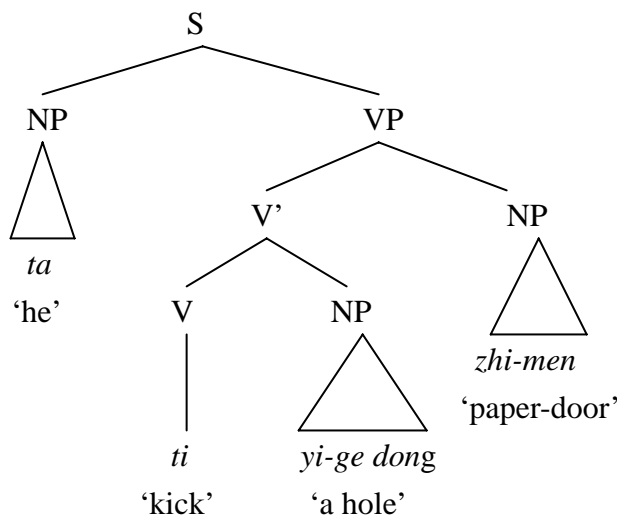 S
NP VP
V’ NP
ta
‘he’ V NP
zhi-men
‘paper-door’
ti yi-ge dong
‘kick’ ‘a hole’